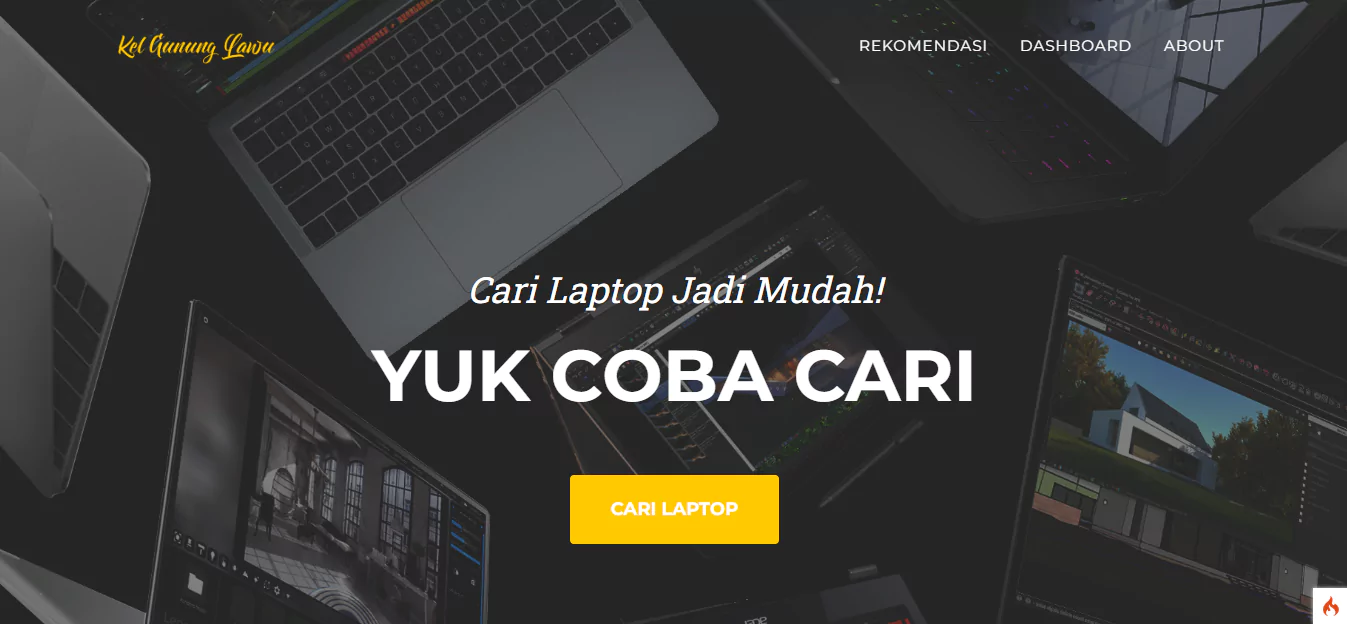 Kel Gunung Lawu
REKOMENDASI
DASHBOARD
ABOUT
Cari Laptop Jadi Mudah!
YUK COBA CARI
CARI LAPTOP